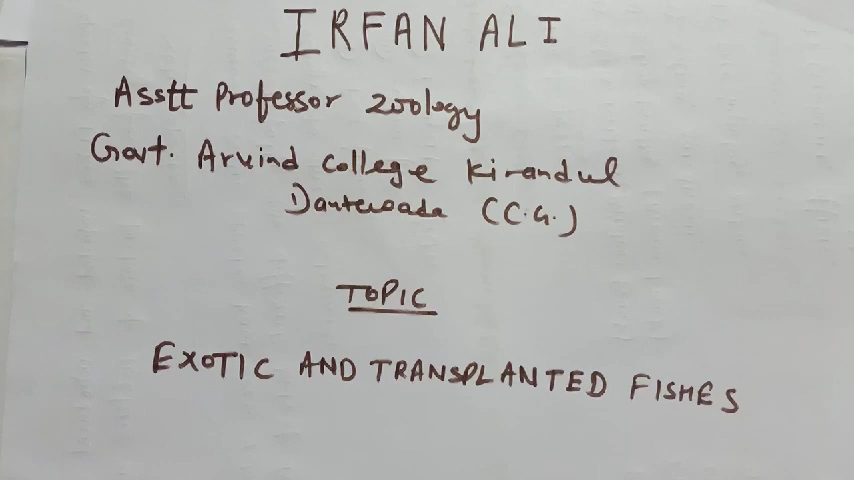 IRFAN ALI
Asstt Professor Zoology
Govt. Arvind College Kirandul
Dantewada (C.G.)
TOPIC
EXOTIC AND TRANSPLANTED FISHES